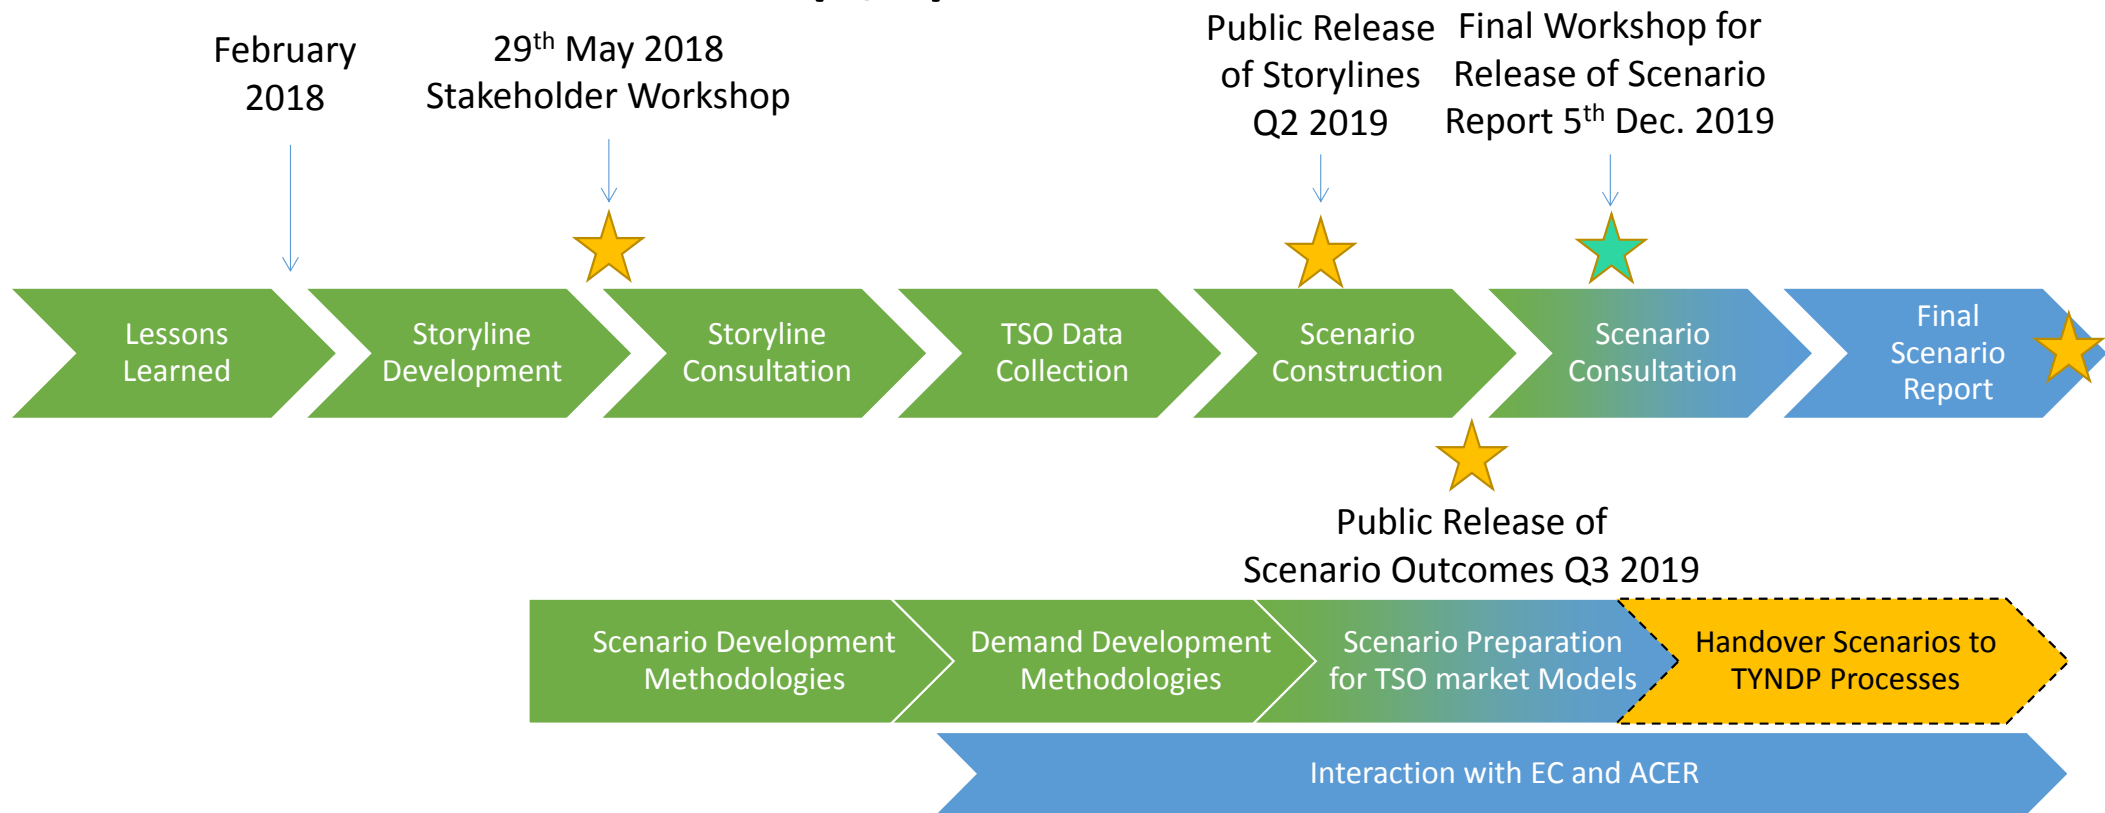 February
2018
29th May 2018
Stakeholder Workshop
Public Release
of Storylines
Q2 2019
Final Workshop for
Release of Scenario
Report 5th Dec. 2019
Lessons
Learned
Storyline
Development
Storyline
Consultation
TSO Data
Collection
Scenario
Construction
Scenario
Consultation
Final
Scenario
Report
Public Release of
Scenario Outcomes Q3 2019
Scenario Development
Methodologies
Demand Development
Methodologies
Scenario Preparation
for TSO market Models
Handover Scenarios to
TYNDP Processes
Interaction with EC and ACER